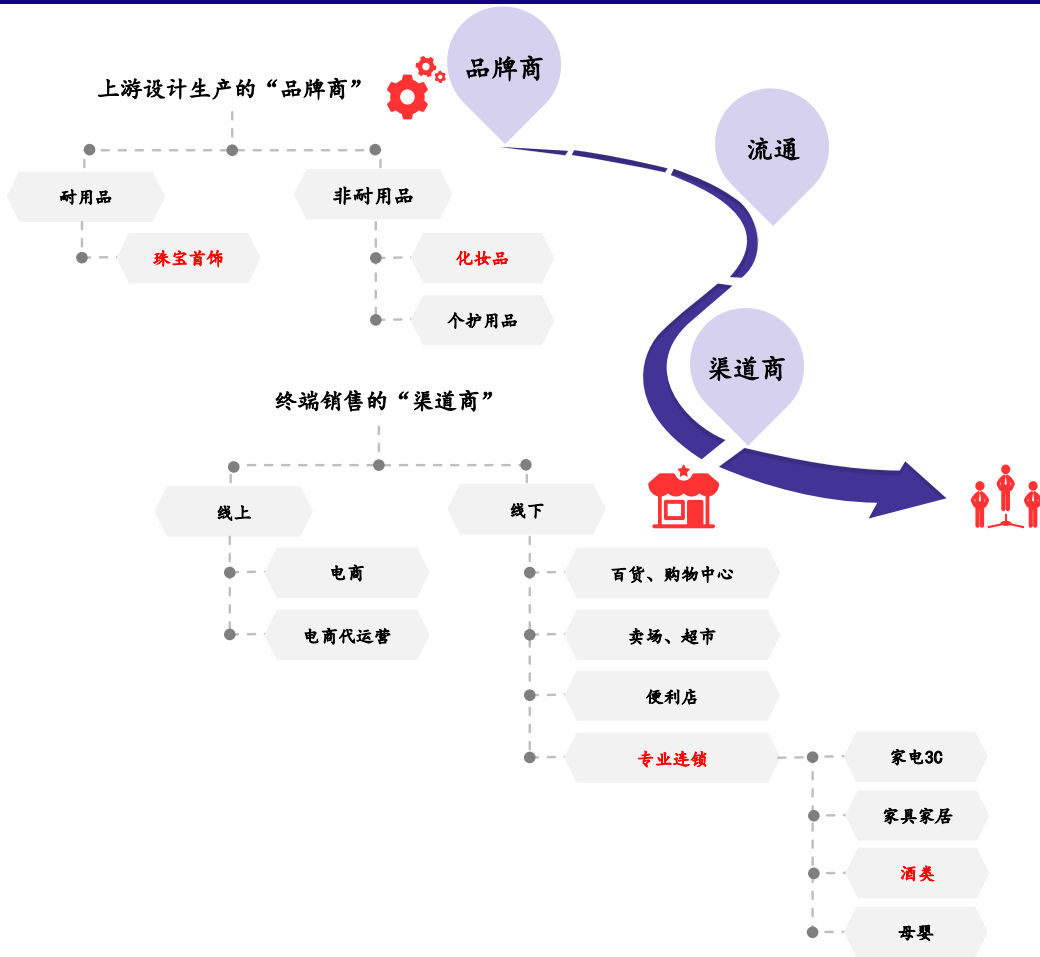 品牌商
上游设计生产的“品牌商”
流通
耐用品
非耐用品
珠宝首饰
化妆品
个护用品
渠道商
终端销售的“渠道商”
线上
线下
电商
百货、购物中心
电商代运营
卖场、超市
便利店
专业连锁
家电3C
家具家居
酒类
母婴